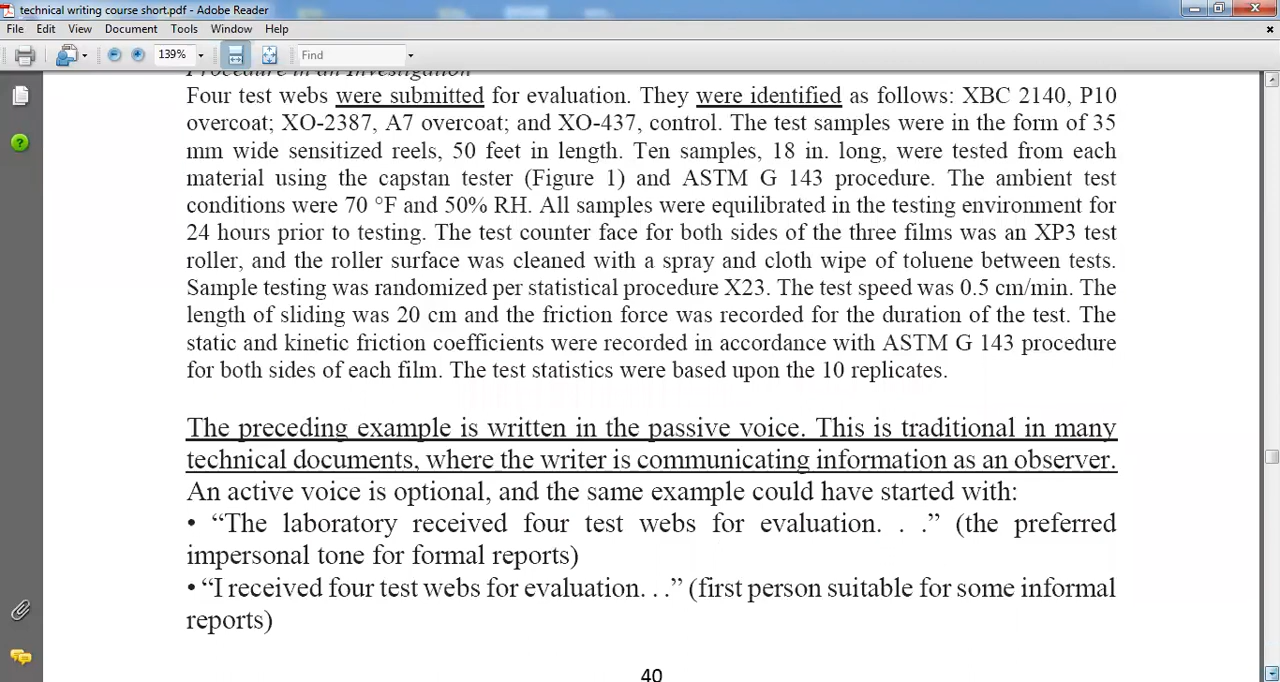 technical writing course short.pdf - Adobe Reader
File Edit View Document Tools Window Help
139% Find
Procedure in an Investigation
Four test webs were submitted for evaluation. They were identified as follows: XBC 2140, P10
overcoat; XO-2387, A7 overcoat; and XO-437, control. The test samples were in the form of 35
mm wide sensitized reels, 50 feet in length. Ten samples, 18 in. long, were tested from each
material using the capstan tester (Figure 1) and ASTM G 143 procedure. The ambient test
conditions were 70 °F and 50% RH. All samples were equilibrated in the testing environment for
24 hours prior to testing. The test counter face for both sides of the three films was an XP3 test
roller, and the roller surface was cleaned with a spray and cloth wipe of toluene between tests.
Sample testing was randomized per statistical procedure X23. The test speed was 0.5 cm/min. The
length of sliding was 20 cm and the friction force was recorded for the duration of the test. The
static and kinetic friction coefficients were recorded in accordance with ASTM G 143 procedure
for both sides of each film. The test statistics were based upon the 10 replicates.
The preceding example is written in the passive voice. This is traditional in many
technical documents, where the writer is communicating information as an observer.
An active voice is optional, and the same example could have started with:
• “The laboratory received four test webs for evaluation. . .” (the preferred
impersonal tone for formal reports)
• “I received four test webs for evaluation. . .” (first person suitable for some informal
reports)
40